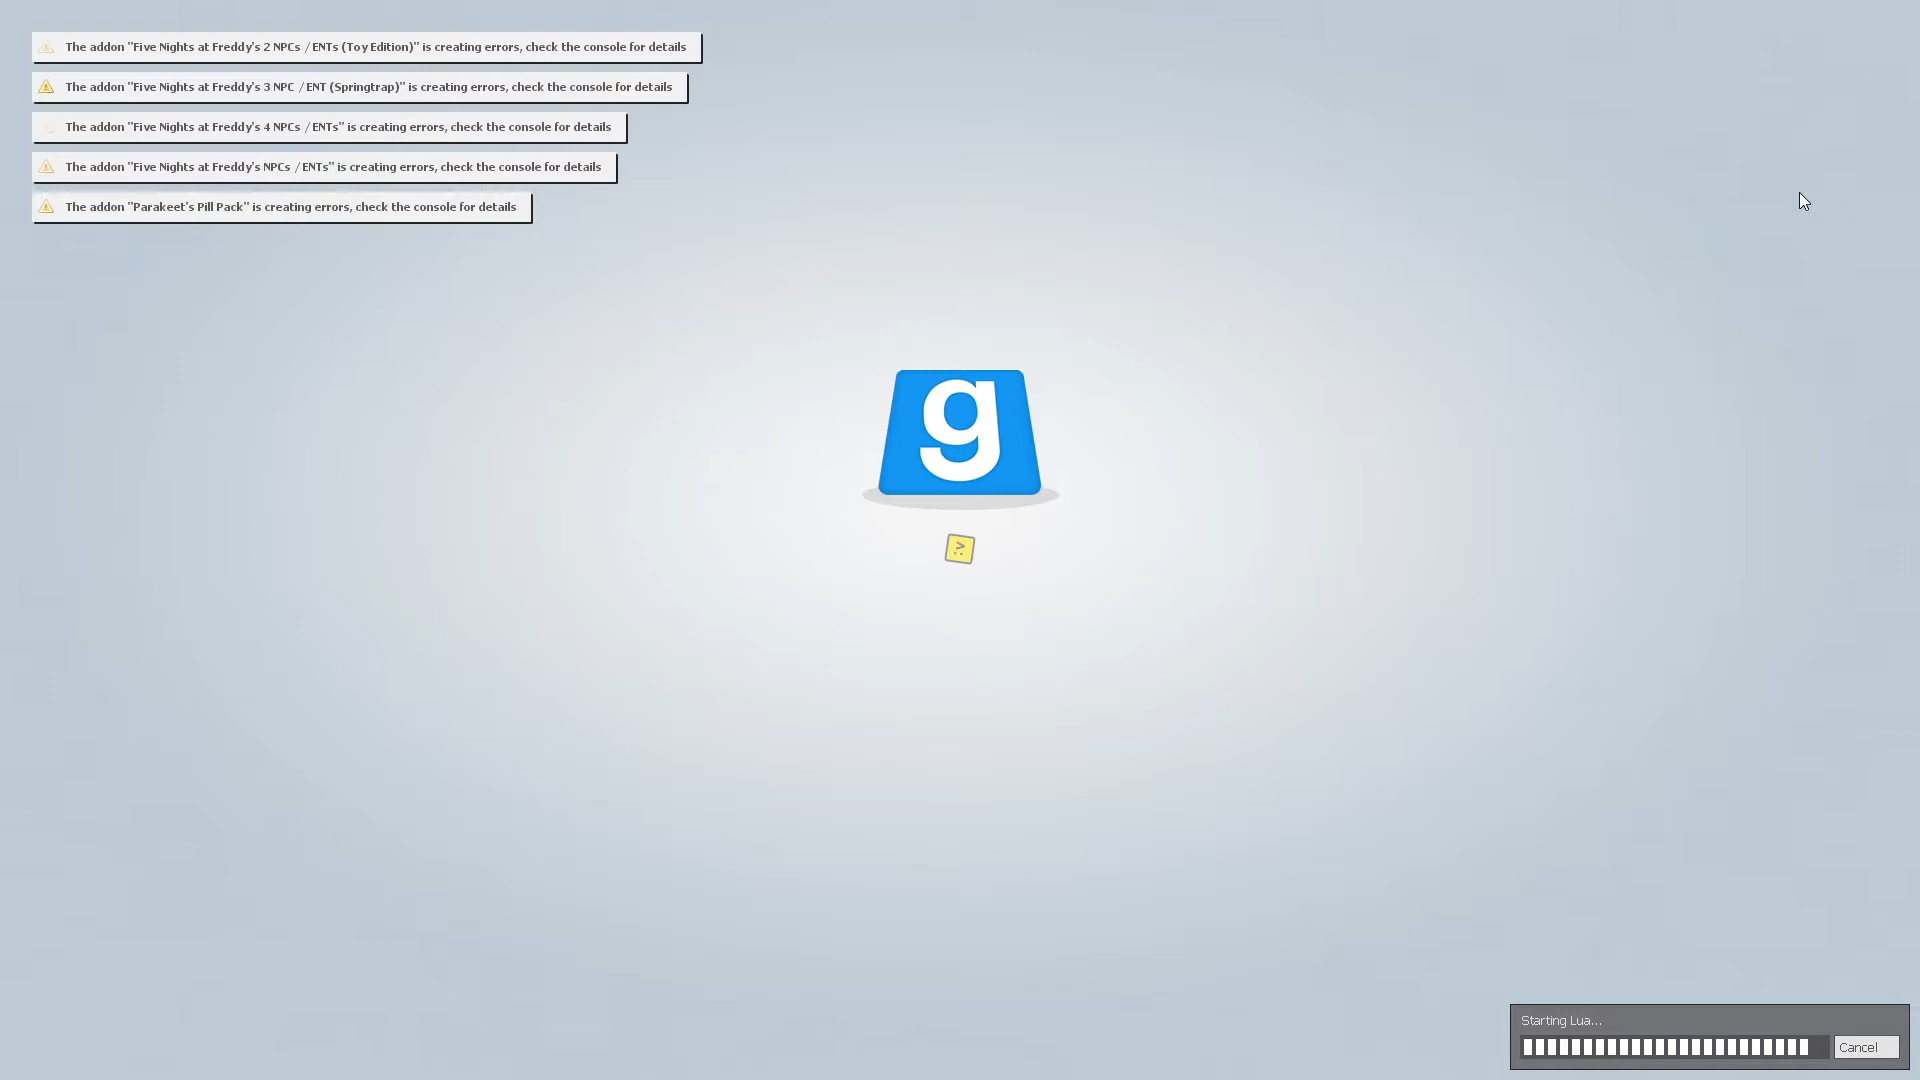 The addon "Five Nights at Freddy's 2 NPCs / ENTs (Toy Edition)" is creating errors, check the console for details
The addon "Five Nights at Freddy's 3 NPC / ENT (Springtrap)" is creating errors, check the console for details
The addon "Five Nights at Freddy's 4 NPCs / ENTs" is creating errors, check the console for details
The addon "Five Nights at Freddy's NPCs / ENTs" is creating errors, check the console for details
The addon "Parakeet's Pill Pack" is creating errors, check the console for details
g
Starting Lua...
Cancel